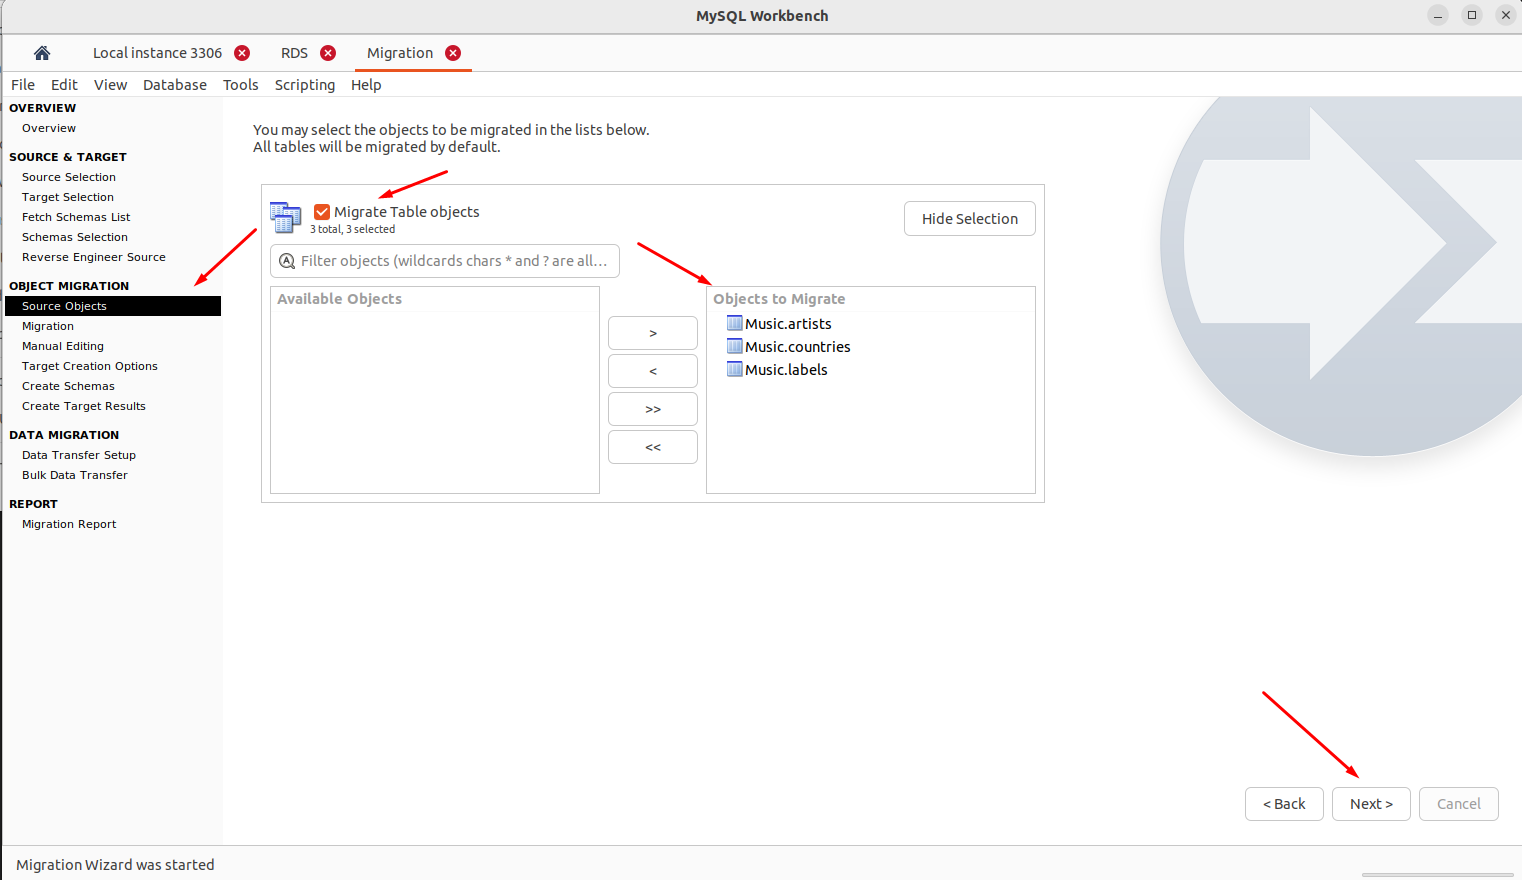 MySQL Workbench
Local instance 3306
RDS
Migration
File Edit View Database Tools Scripting Help
OVERVIEW
Overview
SOURCE & TARGET
Source Selection
Target Selection
Fetch Schemas List
Schemas Selection
Reverse Engineer Source
OBJECT MIGRATION
Source Objects
Migration
Manual Editing
Target Creation Options
Create Schemas
Create Target Results
DATA MIGRATION
Data Transfer Setup
Bulk Data Transfer
REPORT
Migration Report
You may select the objects to be migrated in the lists below.
All tables will be migrated by default.
Migrate Table objects
3 total, 3 selected
Hide Selection
Filter objects (wildcards chars * and ? are all...
Available Objects
>
<
>>
<<
Objects to Migrate
Music.artists
Music.countries
Music.labels
< Back
Next >
Cancel
Migration Wizard was started